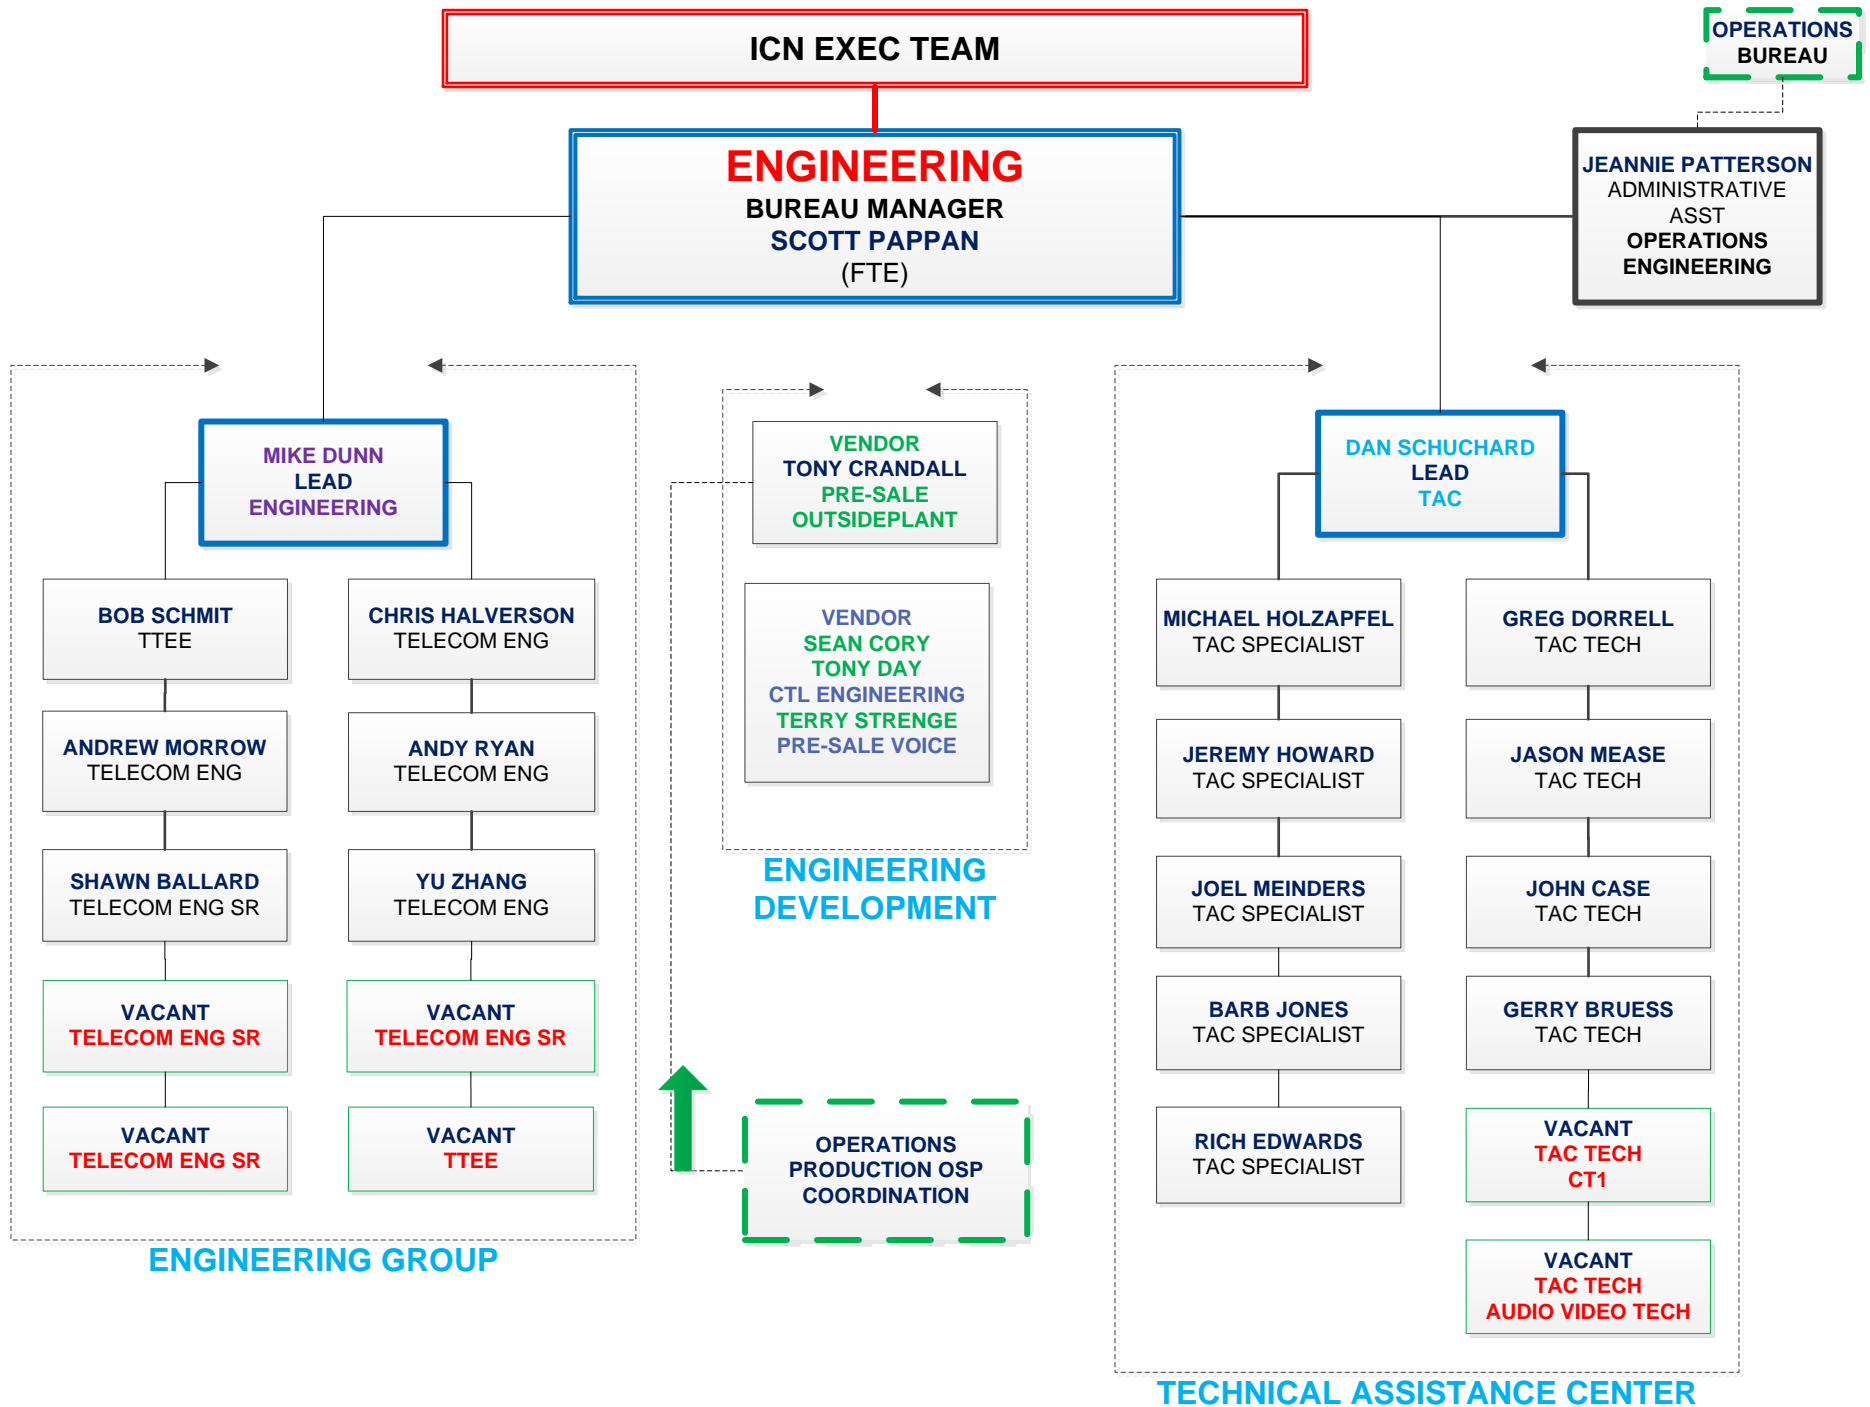 ICN EXEC TEAM
OPERATIONS
BUREAU
ENGINEERING
BUREAU MANAGER
SCOTT PAPPAN
(FTE)
JEANNIE PATTERSON
ADMINISTRATIVE
ASST
OPERATIONS
ENGINEERING
MIKE DUNN
LEAD
ENGINEERING
BOB SCHMIT
TTEE
CHRIS HALVERSON
TELECOM ENG
ANDREW MORROW
TELECOM ENG
ANDY RYAN
TELECOM ENG
SHAWN BALLARD
TELECOM ENG SR
YU ZHANG
TELECOM ENG
VACANT
TELECOM ENG SR
VACANT
TELECOM ENG SR
VACANT
TELECOM ENG SR
VACANT
TTEE
ENGINEERING GROUP
VENDOR
TONY CRANDALL
PRE-SALE
OUTSIDEPLANT
VENDOR
SEAN CORY
TONY DAY
CTL ENGINEERING
TERRY STRENGE
PRE-SALE VOICE
ENGINEERING
DEVELOPMENT
OPERATIONS
PRODUCTION OSP
COORDINATION
DAN SCHUCHARD
LEAD
TAC
MICHAEL HOLZAPFEL
TAC SPECIALIST
GREG DORRELL
TAC TECH
JEREMY HOWARD
TAC SPECIALIST
JASON MEASE
TAC TECH
JOEL MEINDERS
TAC SPECIALIST
JOHN CASE
TAC TECH
BARB JONES
TAC SPECIALIST
GERRY BRUESS
TAC TECH
RICH EDWARDS
TAC SPECIALIST
VACANT
TAC TECH
CT1
VACANT
TAC TECH
AUDIO VIDEO TECH
TECHNICAL ASSISTANCE CENTER